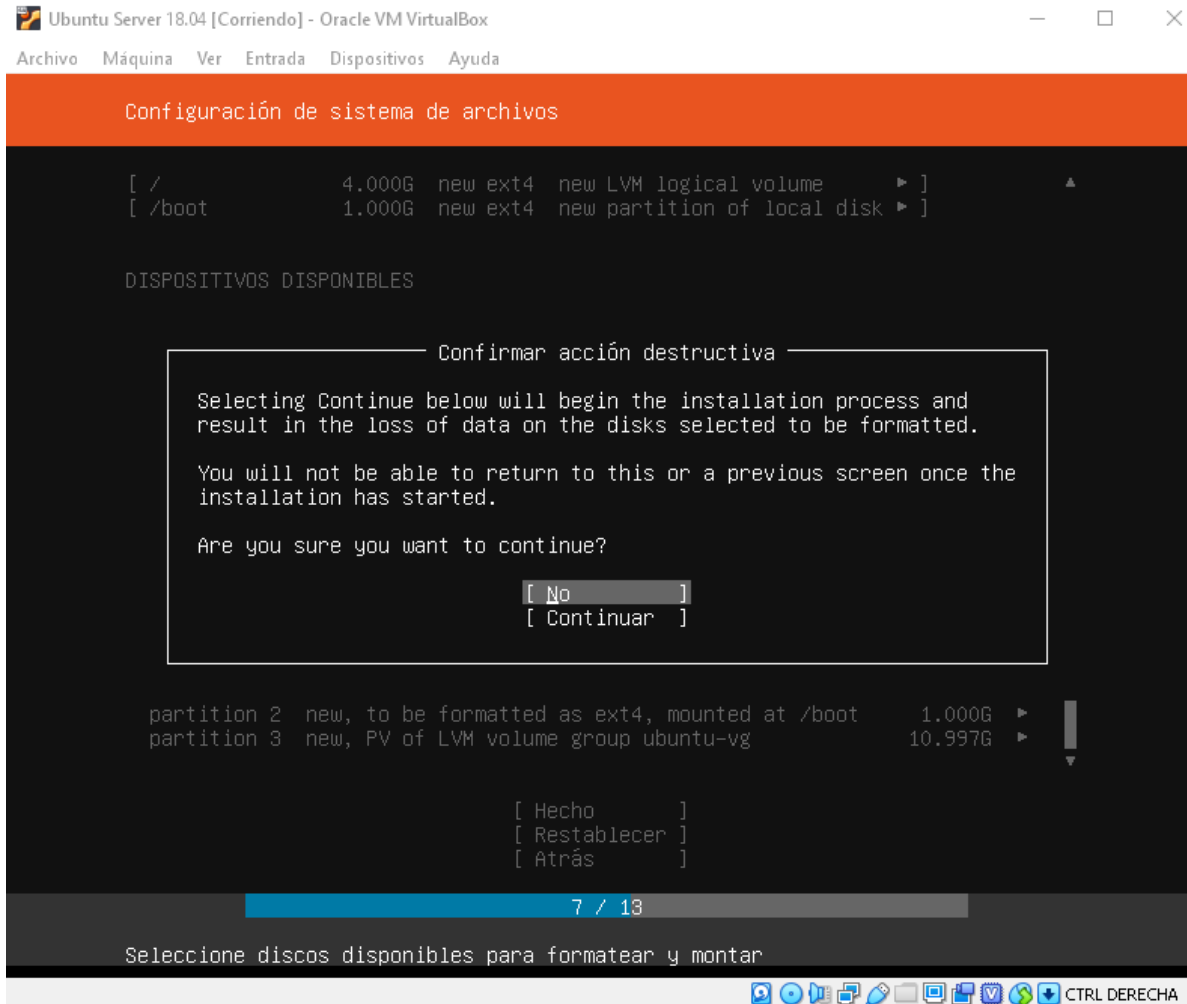 Ubuntu Server 18.04 [Corriendo] - Oracle VM VirtualBox
Archivo Máquina Ver Entrada Dispositivos Ayuda
Configuración de sistema de archivos
[ / 4.000G new ext4 new LVM logical volume ▸ ]
[ /boot 1.000G new ext4 new partition of local disk ▸ ]
DISPOSITIVOS DISPONIBLES
Confirmar acción destructiva
Selecting Continue below will begin the installation process and
result in the loss of data on the disks selected to be formatted.
You will not be able to return to this or a previous screen once the
installation has started.
Are you sure you want to continue?
[ No ]
[ Continuar ]
partition 2 new, to be formatted as ext4, mounted at /boot 1.000G ▸
partition 3 new, PV of LVM volume group ubuntu-vg 10.997G ▸
[ Hecho ]
[ Restablecer ]
[ Atrás ]
7 / 13
Seleccione discos disponibles para formatear y montar
CTRL DERECHA